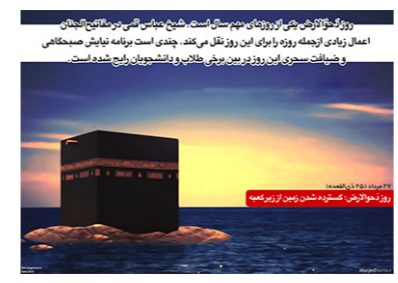 روز دحوالارض یکی از روزهای مهم سال است. شیخ عباس قمی در مفاتیح الجنان
اعمال زیادی ازجمله روزه را برای این روز نقل می‌کند. چندی است برنامه نیایش صبحگاهی
و ضیافت سحری این روز در بین برخی طلاب و دانشجویان رایج شده است.
۲۷ مرداد (۲۵ ذی‌القعده)
روز دحوالارض؛ گسترده شدن زمین از زیر کعبه